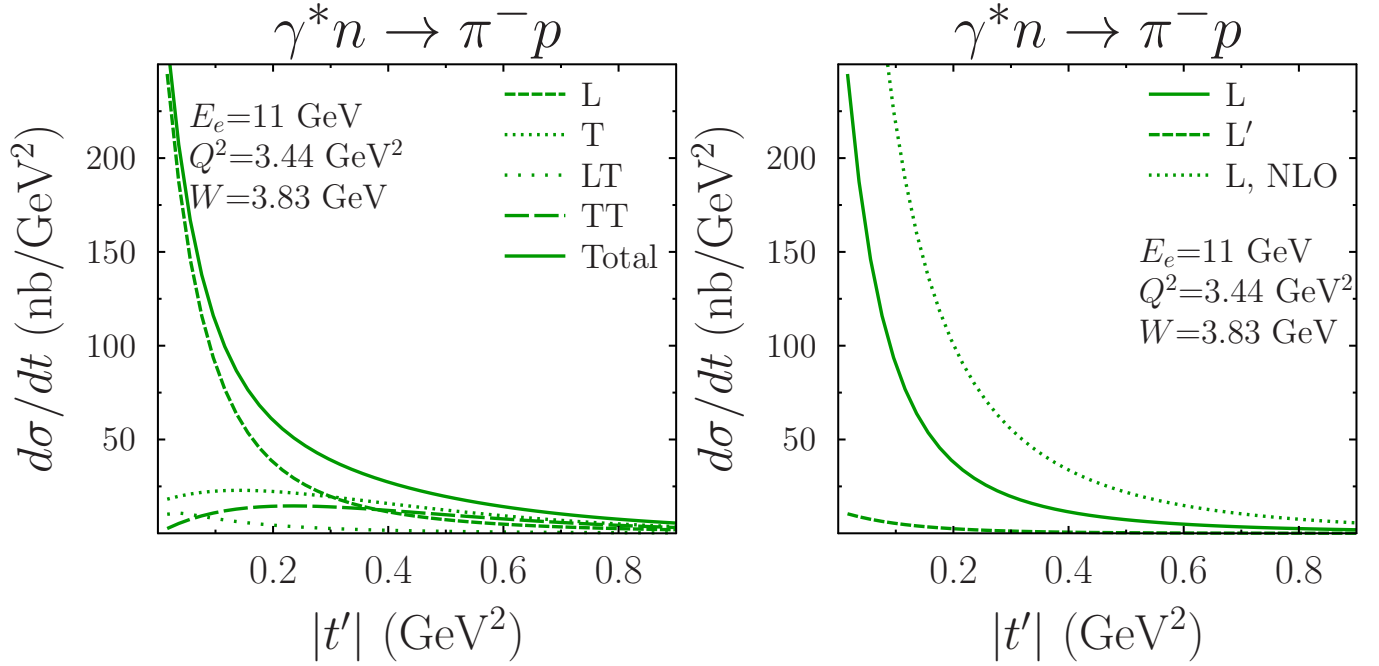 γ*n → π⁻p
dσ/dt (nb/GeV²)
200
150
100
50
E_e=11 GeV
Q²=3.44 GeV²
W=3.83 GeV
L
T
LT
TT
Total
0.2 0.4 0.6 0.8
|t′| (GeV²)
γ*n → π⁻p
dσ/dt (nb/GeV²)
200
150
100
50
L
L′
L, NLO
E_e=11 GeV
Q²=3.44 GeV²
W=3.83 GeV
0.2 0.4 0.6 0.8
|t′| (GeV²)